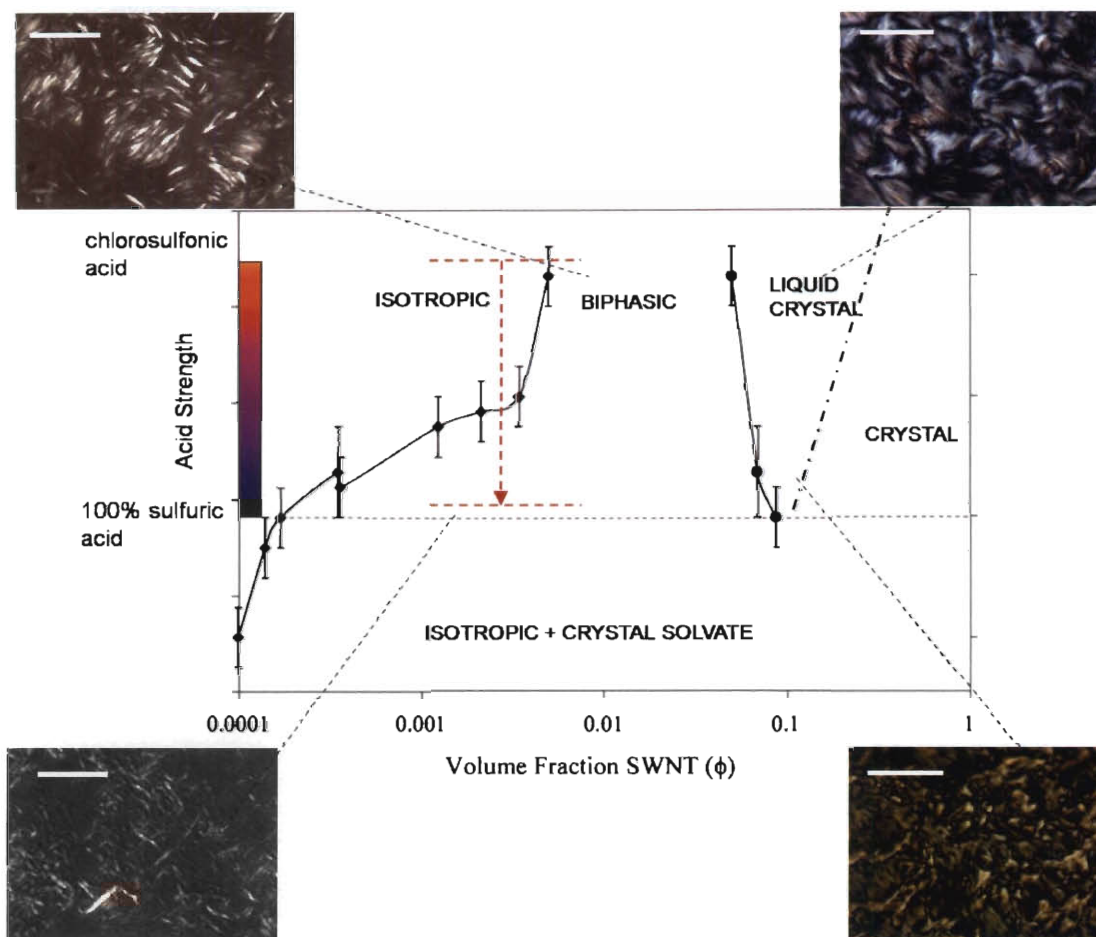 chlorosulfonic
acid
ISOTROPIC
BIPHASIC
LIQUID
CRYSTAL
Acid Strength
CRYSTAL
100% sulfuric
acid
ISOTROPIC + CRYSTAL SOLVATE
0.0001
0.001
0.01
0.1
1
Volume Fraction SWNT (ϕ)